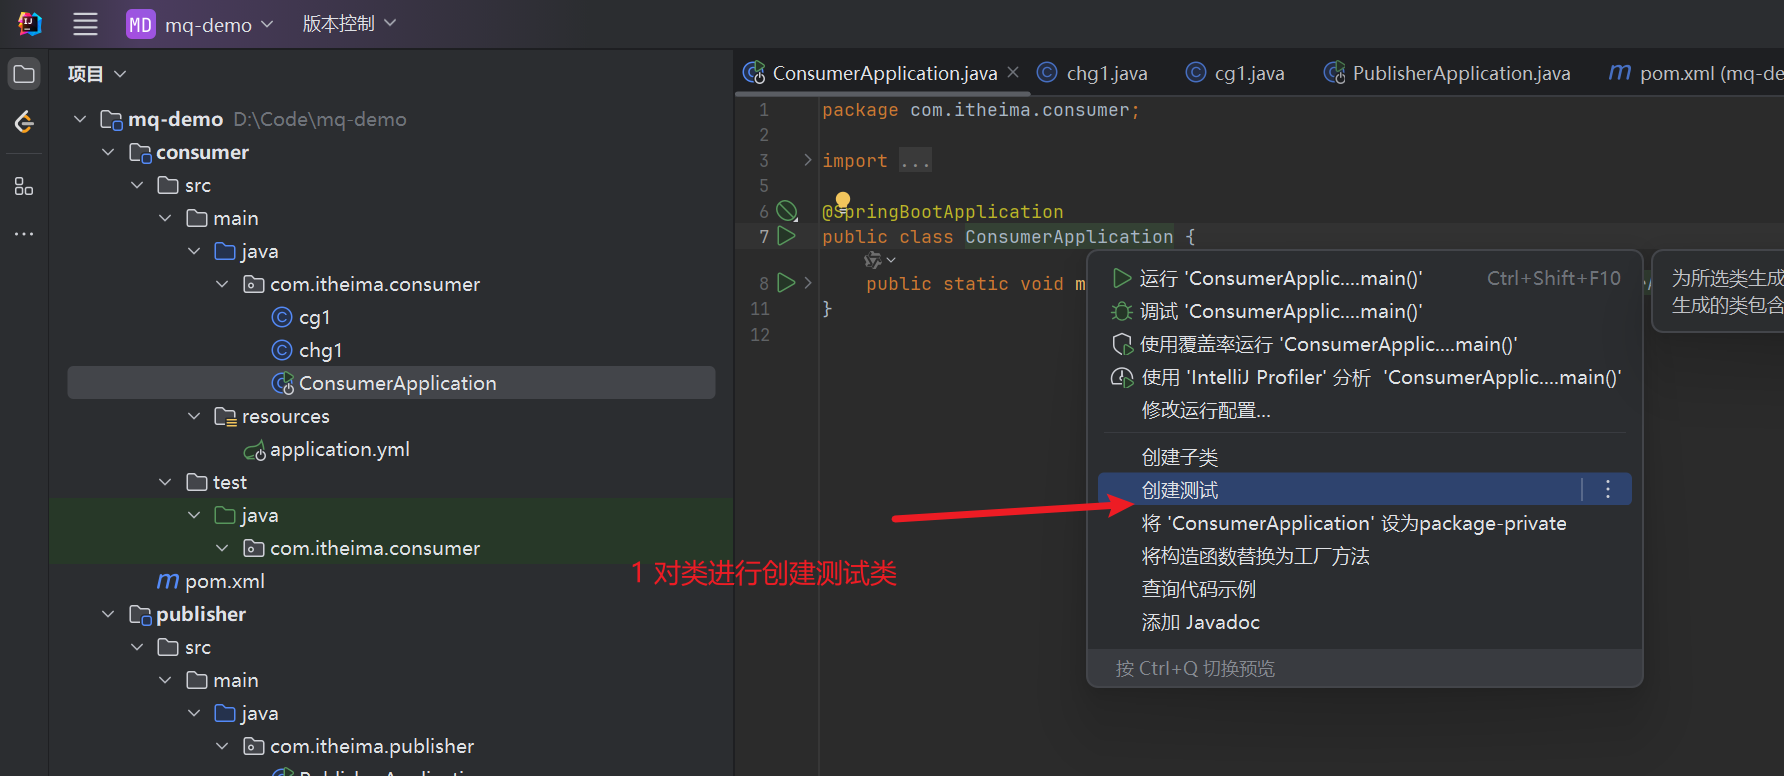 MD mq-demo 版本控制
项目
mq-demo D:\Code\mq-demo
consumer
src
main
java
com.itheima.consumer
cg1
chg1
ConsumerApplication
resources
application.yml
test
java
com.itheima.consumer
pom.xml
publisher
src
main
java
com.itheima.publisher
ConsumerApplication.java chg1.java cg1.java PublisherApplication.java pom.xml (mq-de
1 package com.itheima.consumer;
2
3 import ...
5
6 @SpringBootApplication
7 public class ConsumerApplication {
8 public static void m
11 }
12
运行 'ConsumerApplic....main()' Ctrl+Shift+F10
调试 'ConsumerApplic....main()'
使用覆盖率运行 'ConsumerApplic....main()'
使用 'IntelliJ Profiler' 分析 'ConsumerApplic....main()'
修改运行配置...
创建子类
创建测试
将 'ConsumerApplication' 设为package-private
将构造函数替换为工厂方法
查询代码示例
添加 Javadoc
按 Ctrl+Q 切换预览
为所选类生成
生成的类包含
1 对类进行创建测试类